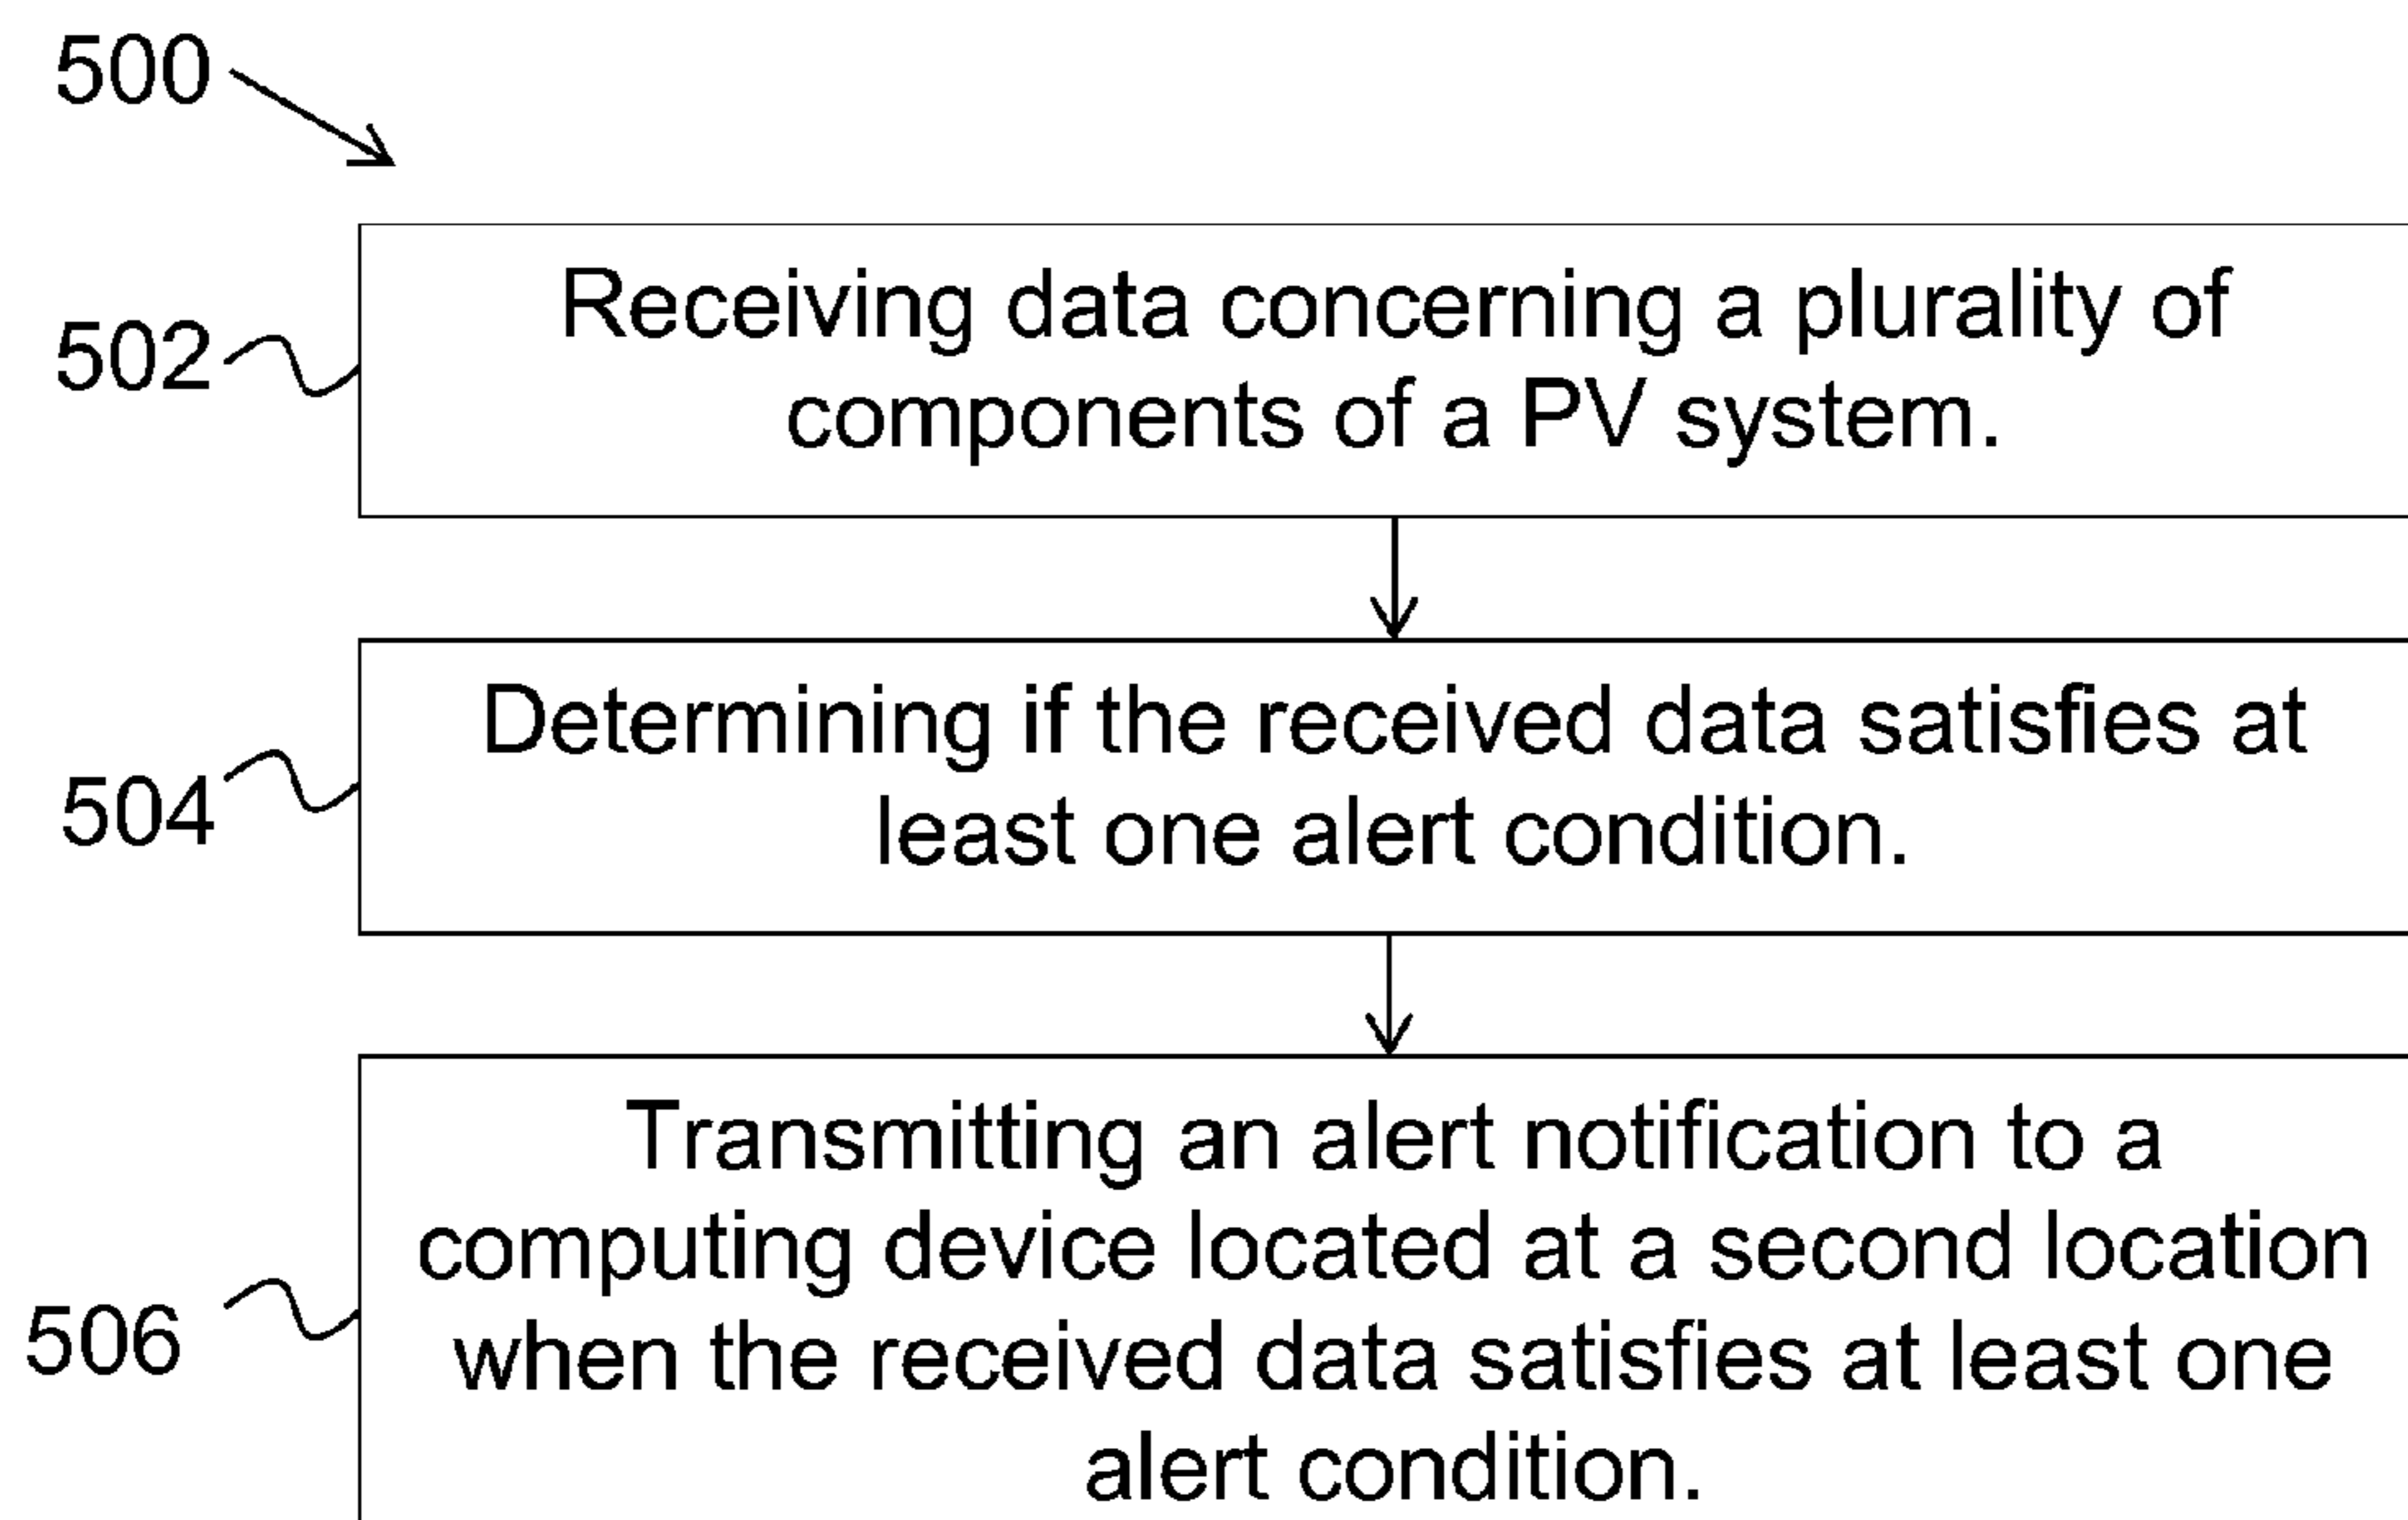 500
502
Receiving data concerning a plurality of
components of a PV system.
504
Determining if the received data satisfies at
least one alert condition.
506
Transmitting an alert notification to a
computing device located at a second location
when the received data satisfies at least one
alert condition.